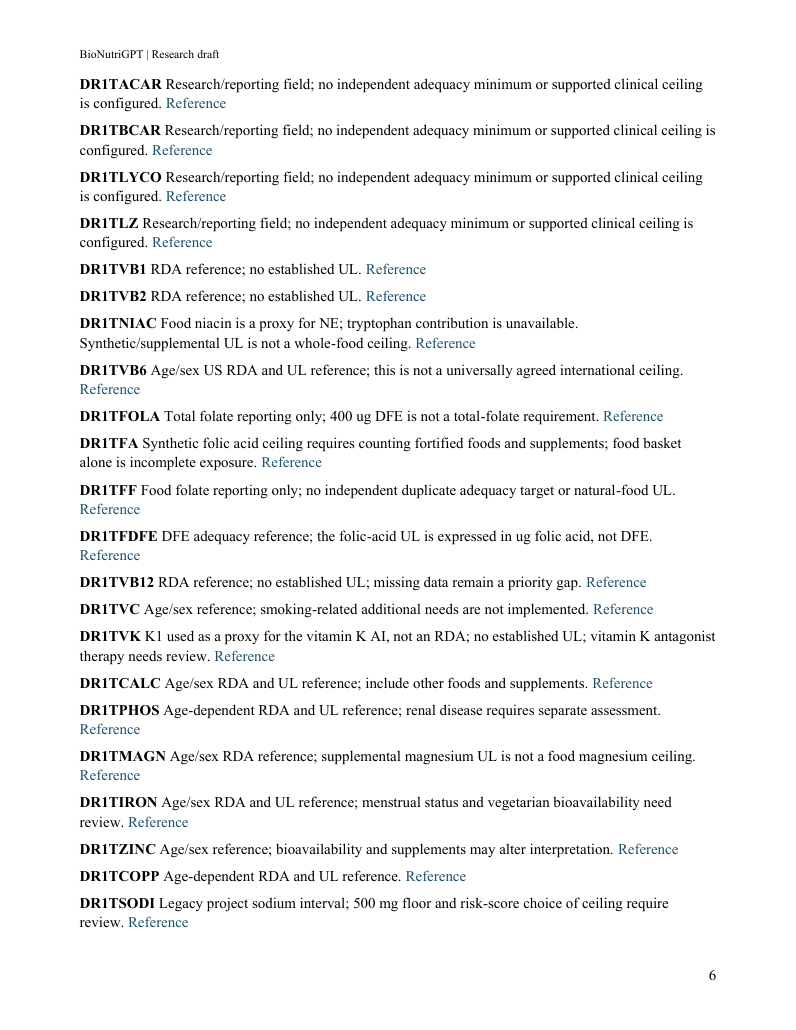 BioNutriGPT | Research draft
DR1TACAR Research/reporting field; no independent adequacy minimum or supported clinical ceiling
is configured. Reference
DR1TBCAR Research/reporting field; no independent adequacy minimum or supported clinical ceiling is
configured. Reference
DR1TLYCO Research/reporting field; no independent adequacy minimum or supported clinical ceiling
is configured. Reference
DR1TLZ Research/reporting field; no independent adequacy minimum or supported clinical ceiling is
configured. Reference
DR1TVB1 RDA reference; no established UL. Reference
DR1TVB2 RDA reference; no established UL. Reference
DR1TNIAC Food niacin is a proxy for NE; tryptophan contribution is unavailable.
Synthetic/supplemental UL is not a whole-food ceiling. Reference
DR1TVB6 Age/sex US RDA and UL reference; this is not a universally agreed international ceiling.
Reference
DR1TFOLA Total folate reporting only; 400 ug DFE is not a total-folate requirement. Reference
DR1TFA Synthetic folic acid ceiling requires counting fortified foods and supplements; food basket
alone is incomplete exposure. Reference
DR1TFF Food folate reporting only; no independent duplicate adequacy target or natural-food UL.
Reference
DR1TFDFE DFE adequacy reference; the folic-acid UL is expressed in ug folic acid, not DFE.
Reference
DR1TVB12 RDA reference; no established UL; missing data remain a priority gap. Reference
DR1TVC Age/sex reference; smoking-related additional needs are not implemented. Reference
DR1TVK K1 used as a proxy for the vitamin K AI, not an RDA; no established UL; vitamin K antagonist
therapy needs review. Reference
DR1TCALC Age/sex RDA and UL reference; include other foods and supplements. Reference
DR1TPHOS Age-dependent RDA and UL reference; renal disease requires separate assessment.
Reference
DR1TMAGN Age/sex RDA reference; supplemental magnesium UL is not a food magnesium ceiling.
Reference
DR1TIRON Age/sex RDA and UL reference; menstrual status and vegetarian bioavailability need
review. Reference
DR1TZINC Age/sex reference; bioavailability and supplements may alter interpretation. Reference
DR1TCOPP Age-dependent RDA and UL reference. Reference
DR1TSODI Legacy project sodium interval; 500 mg floor and risk-score choice of ceiling require
review. Reference
6